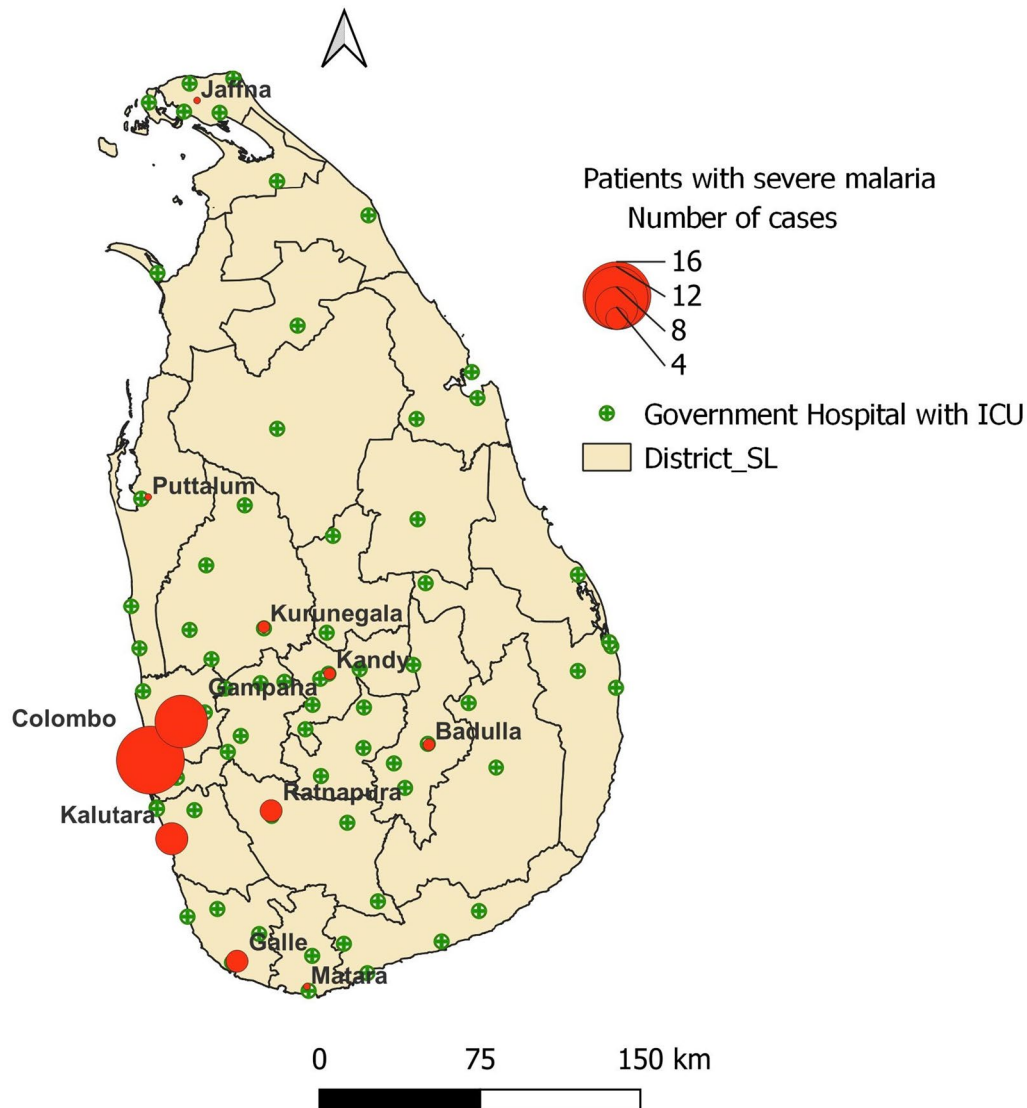 Jaffna
Patients with severe malaria
Number of cases
16
12
8
4
Government Hospital with ICU
District_SL
Puttalum
Kurunegala
Kandy
Gampaha
Colombo
Badulla
Ratnapura
Kalutara
Galle
Matara
0 75 150 km